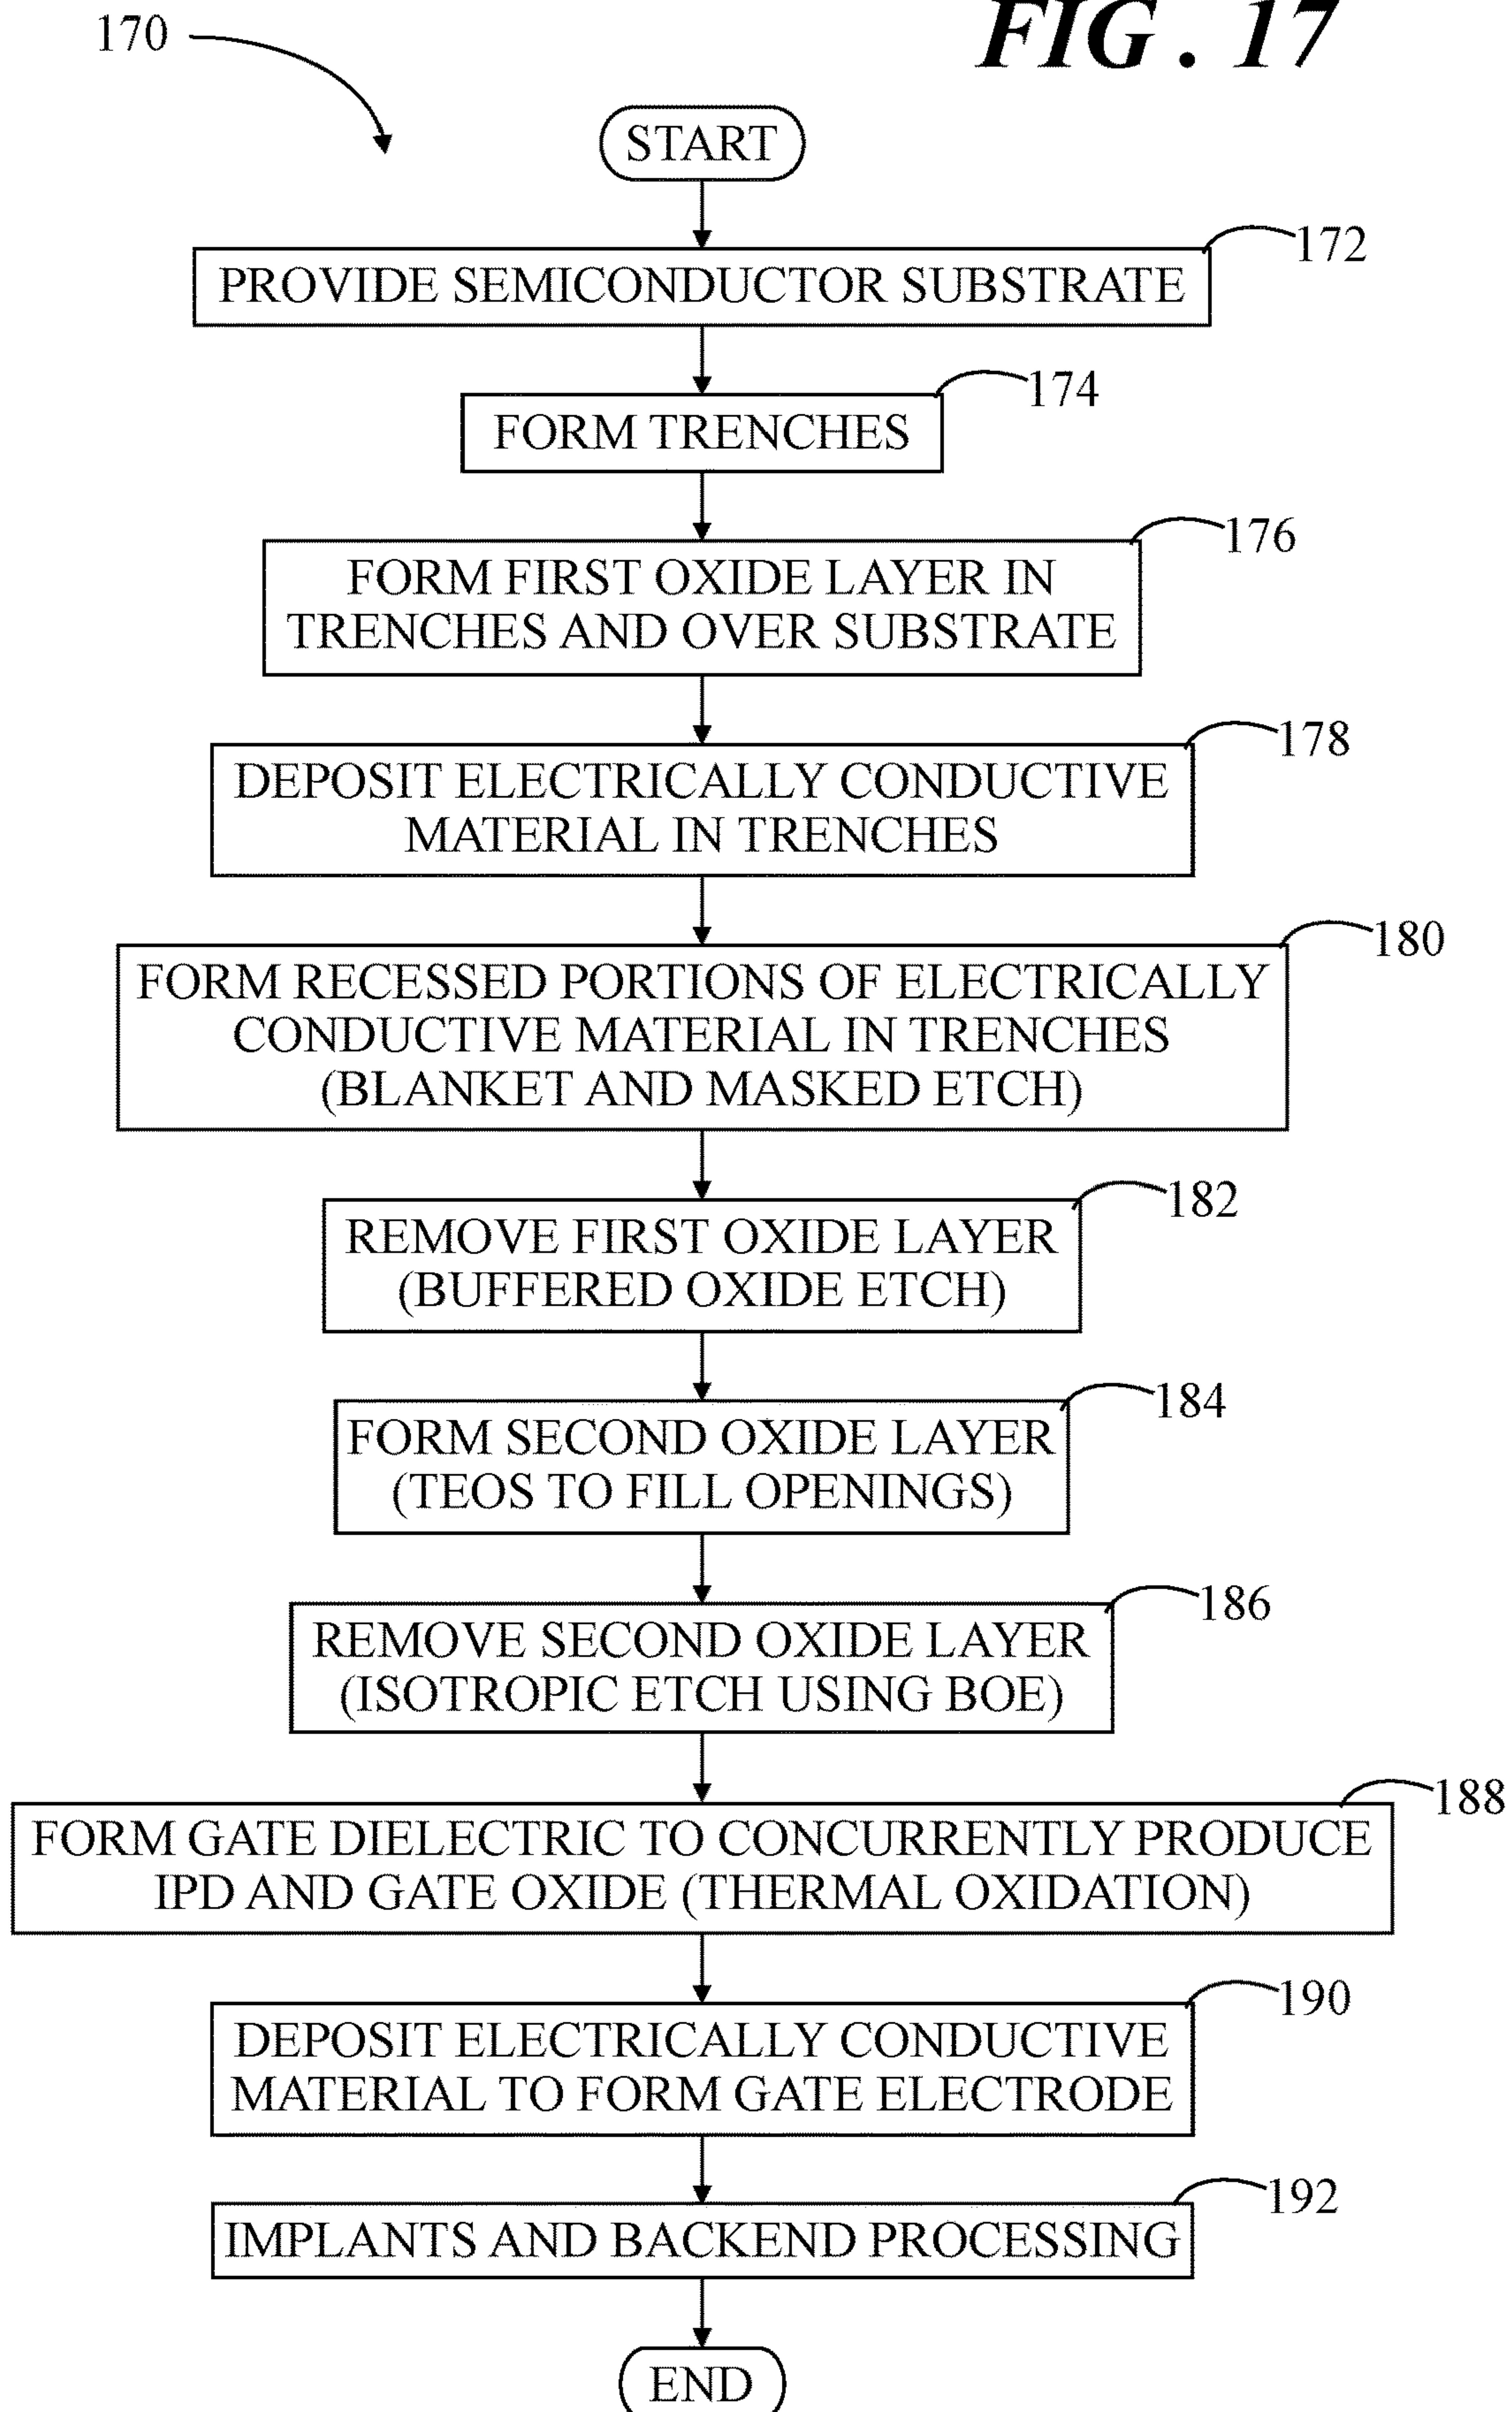 FIG. 17
170
START
172
PROVIDE SEMICONDUCTOR SUBSTRATE
174
FORM TRENCHES
176
FORM FIRST OXIDE LAYER IN
TRENCHES AND OVER SUBSTRATE
178
DEPOSIT ELECTRICALLY CONDUCTIVE
MATERIAL IN TRENCHES
180
FORM RECESSED PORTIONS OF ELECTRICALLY
CONDUCTIVE MATERIAL IN TRENCHES
(BLANKET AND MASKED ETCH)
182
REMOVE FIRST OXIDE LAYER
(BUFFERED OXIDE ETCH)
184
FORM SECOND OXIDE LAYER
(TEOS TO FILL OPENINGS)
186
REMOVE SECOND OXIDE LAYER
(ISOTROPIC ETCH USING BOE)
188
FORM GATE DIELECTRIC TO CONCURRENTLY PRODUCE
IPD AND GATE OXIDE (THERMAL OXIDATION)
190
DEPOSIT ELECTRICALLY CONDUCTIVE
MATERIAL TO FORM GATE ELECTRODE
192
IMPLANTS AND BACKEND PROCESSING
END